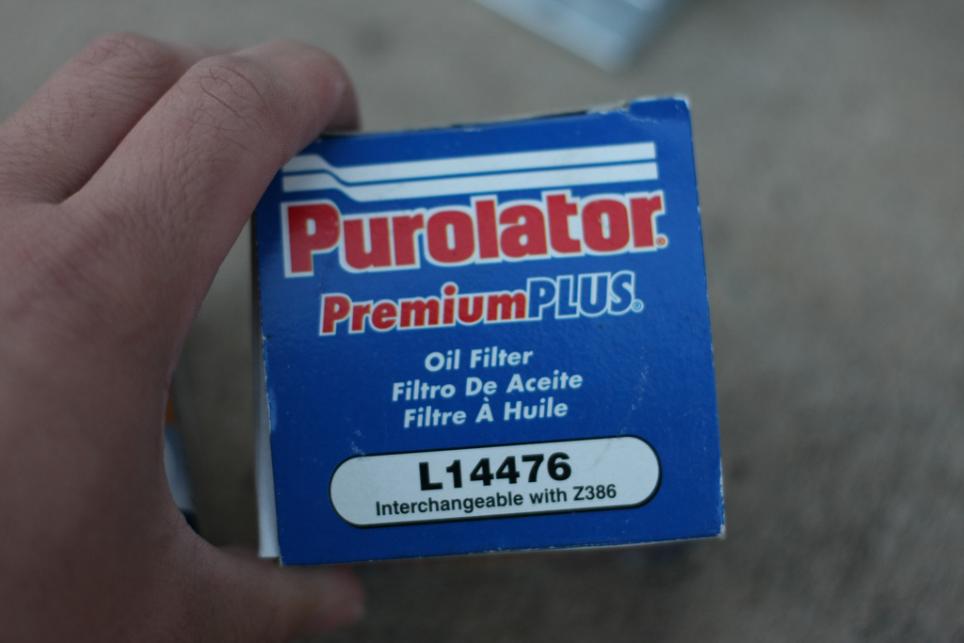 Purolator®
PremiumPLUS®
Oil Filter
Filtro De Aceite
Filtre À Huile
L14476
Interchangeable with Z386